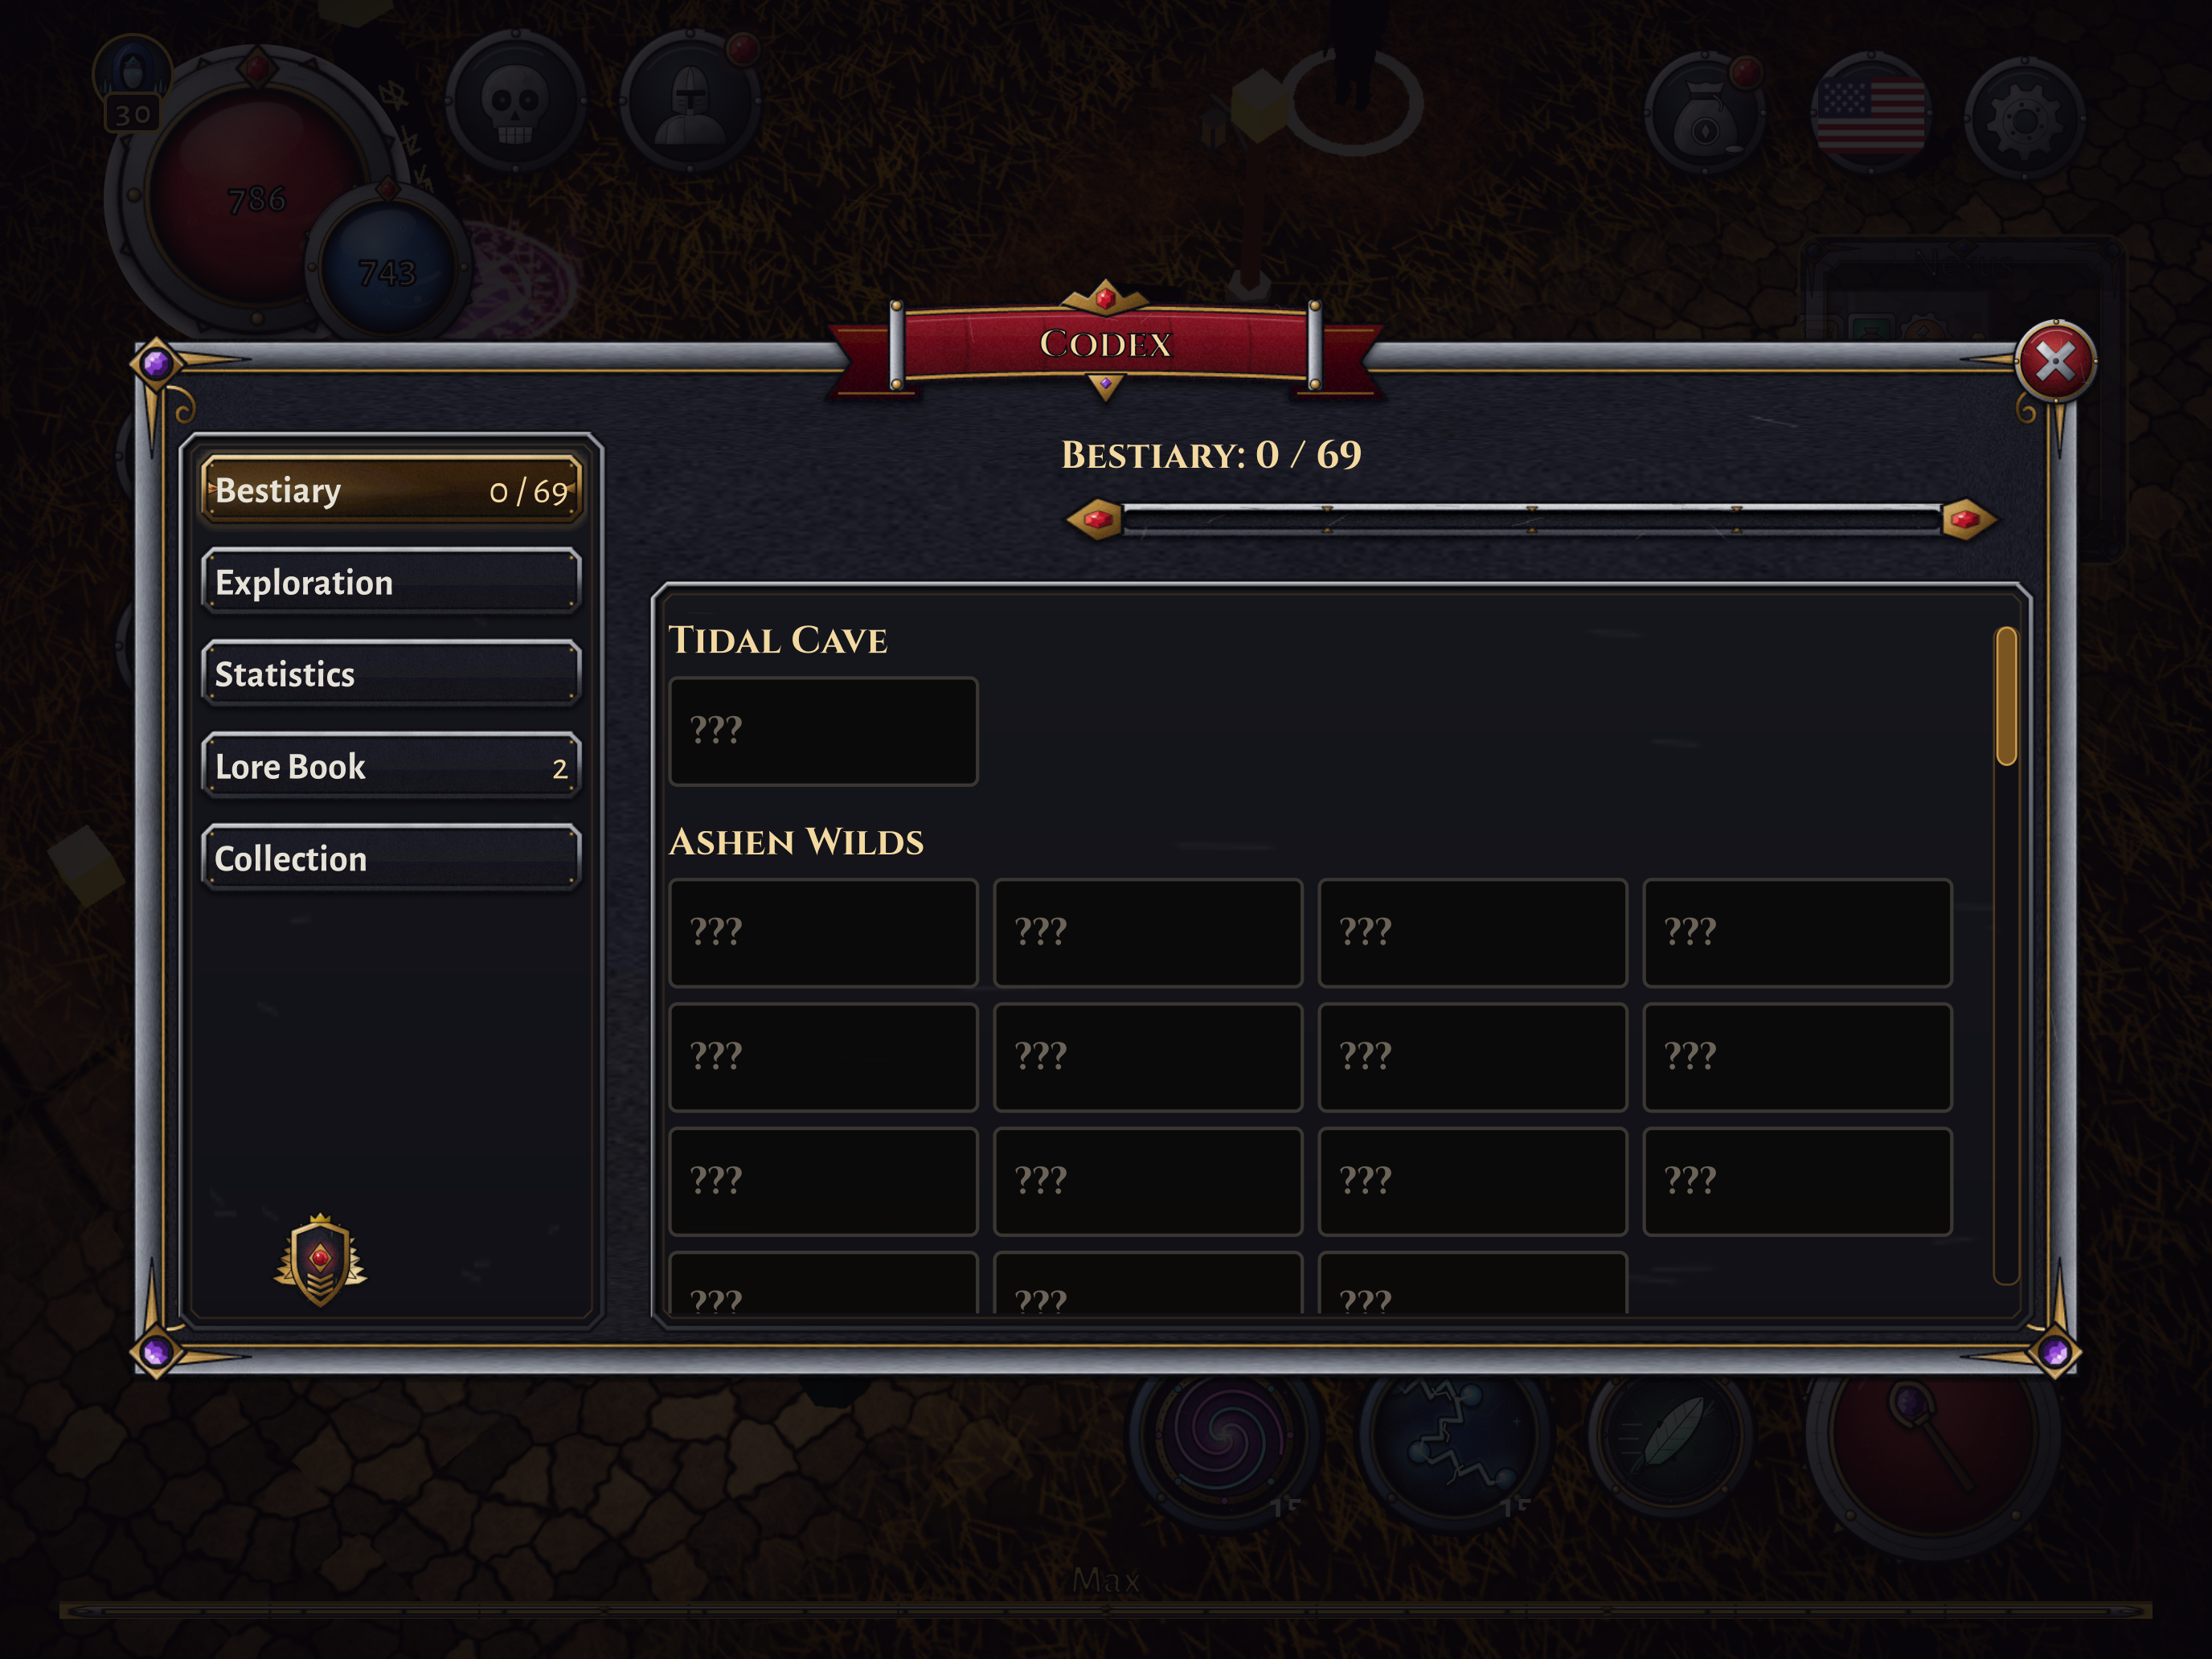 30
786
743
Codex
Bestiary: 0 / 69
Bestiary 0 / 69
Exploration
Statistics
Lore Book 2
Collection
Tidal Cave
???
Ashen Wilds
??? ??? ??? ???
??? ??? ??? ???
??? ??? ??? ???
??? ??? ???
Max